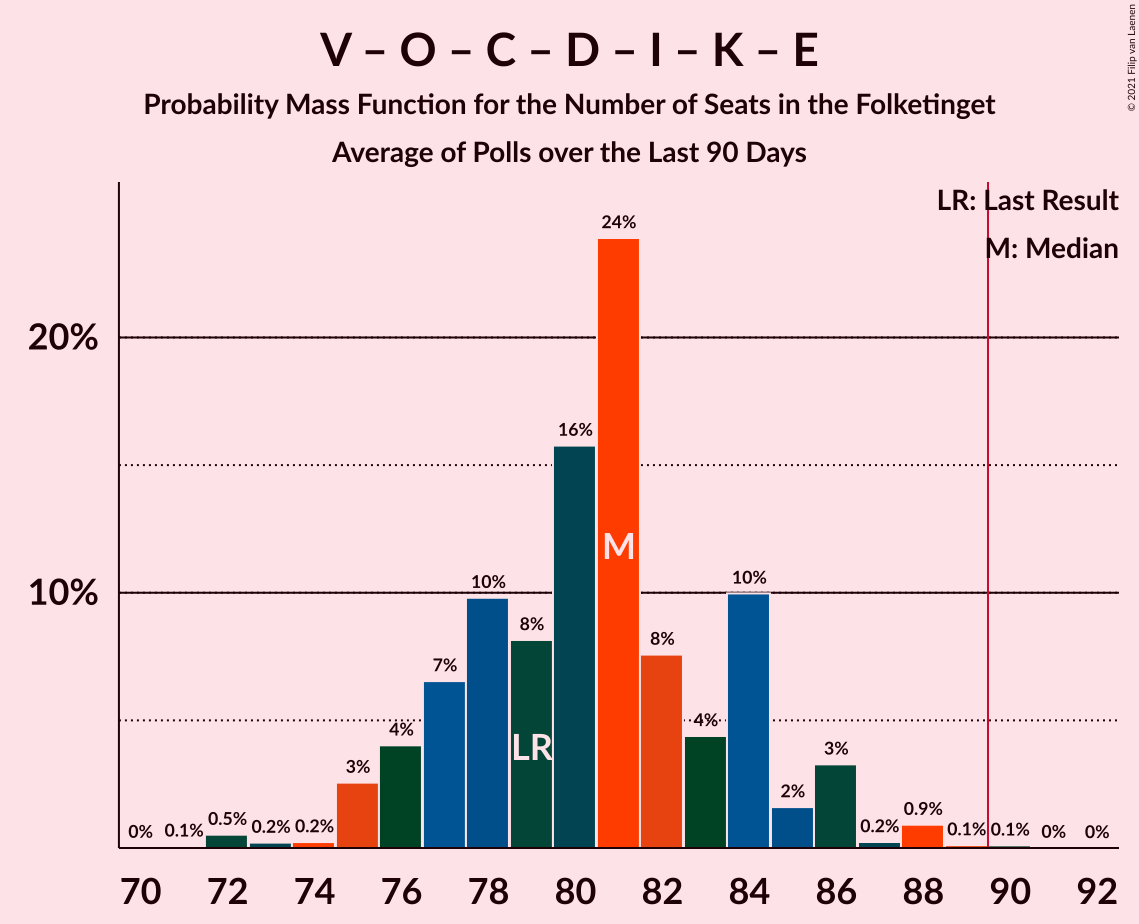 V – O – C – D – I – K – E
Probability Mass Function for the Number of Seats in the Folketinget
Average of Polls over the Last 90 Days
© 2021 Filip van Laenen
LR: Last Result
M: Median
20%
10%
0%
0.1%
0.5%
0.2%
0.2%
3%
4%
7%
10%
8%
16%
24%
8%
4%
10%
2%
3%
0.2%
0.9%
0.1%
0.1%
0%
0%
M
LR
70 72 74 76 78 80 82 84 86 88 90 92